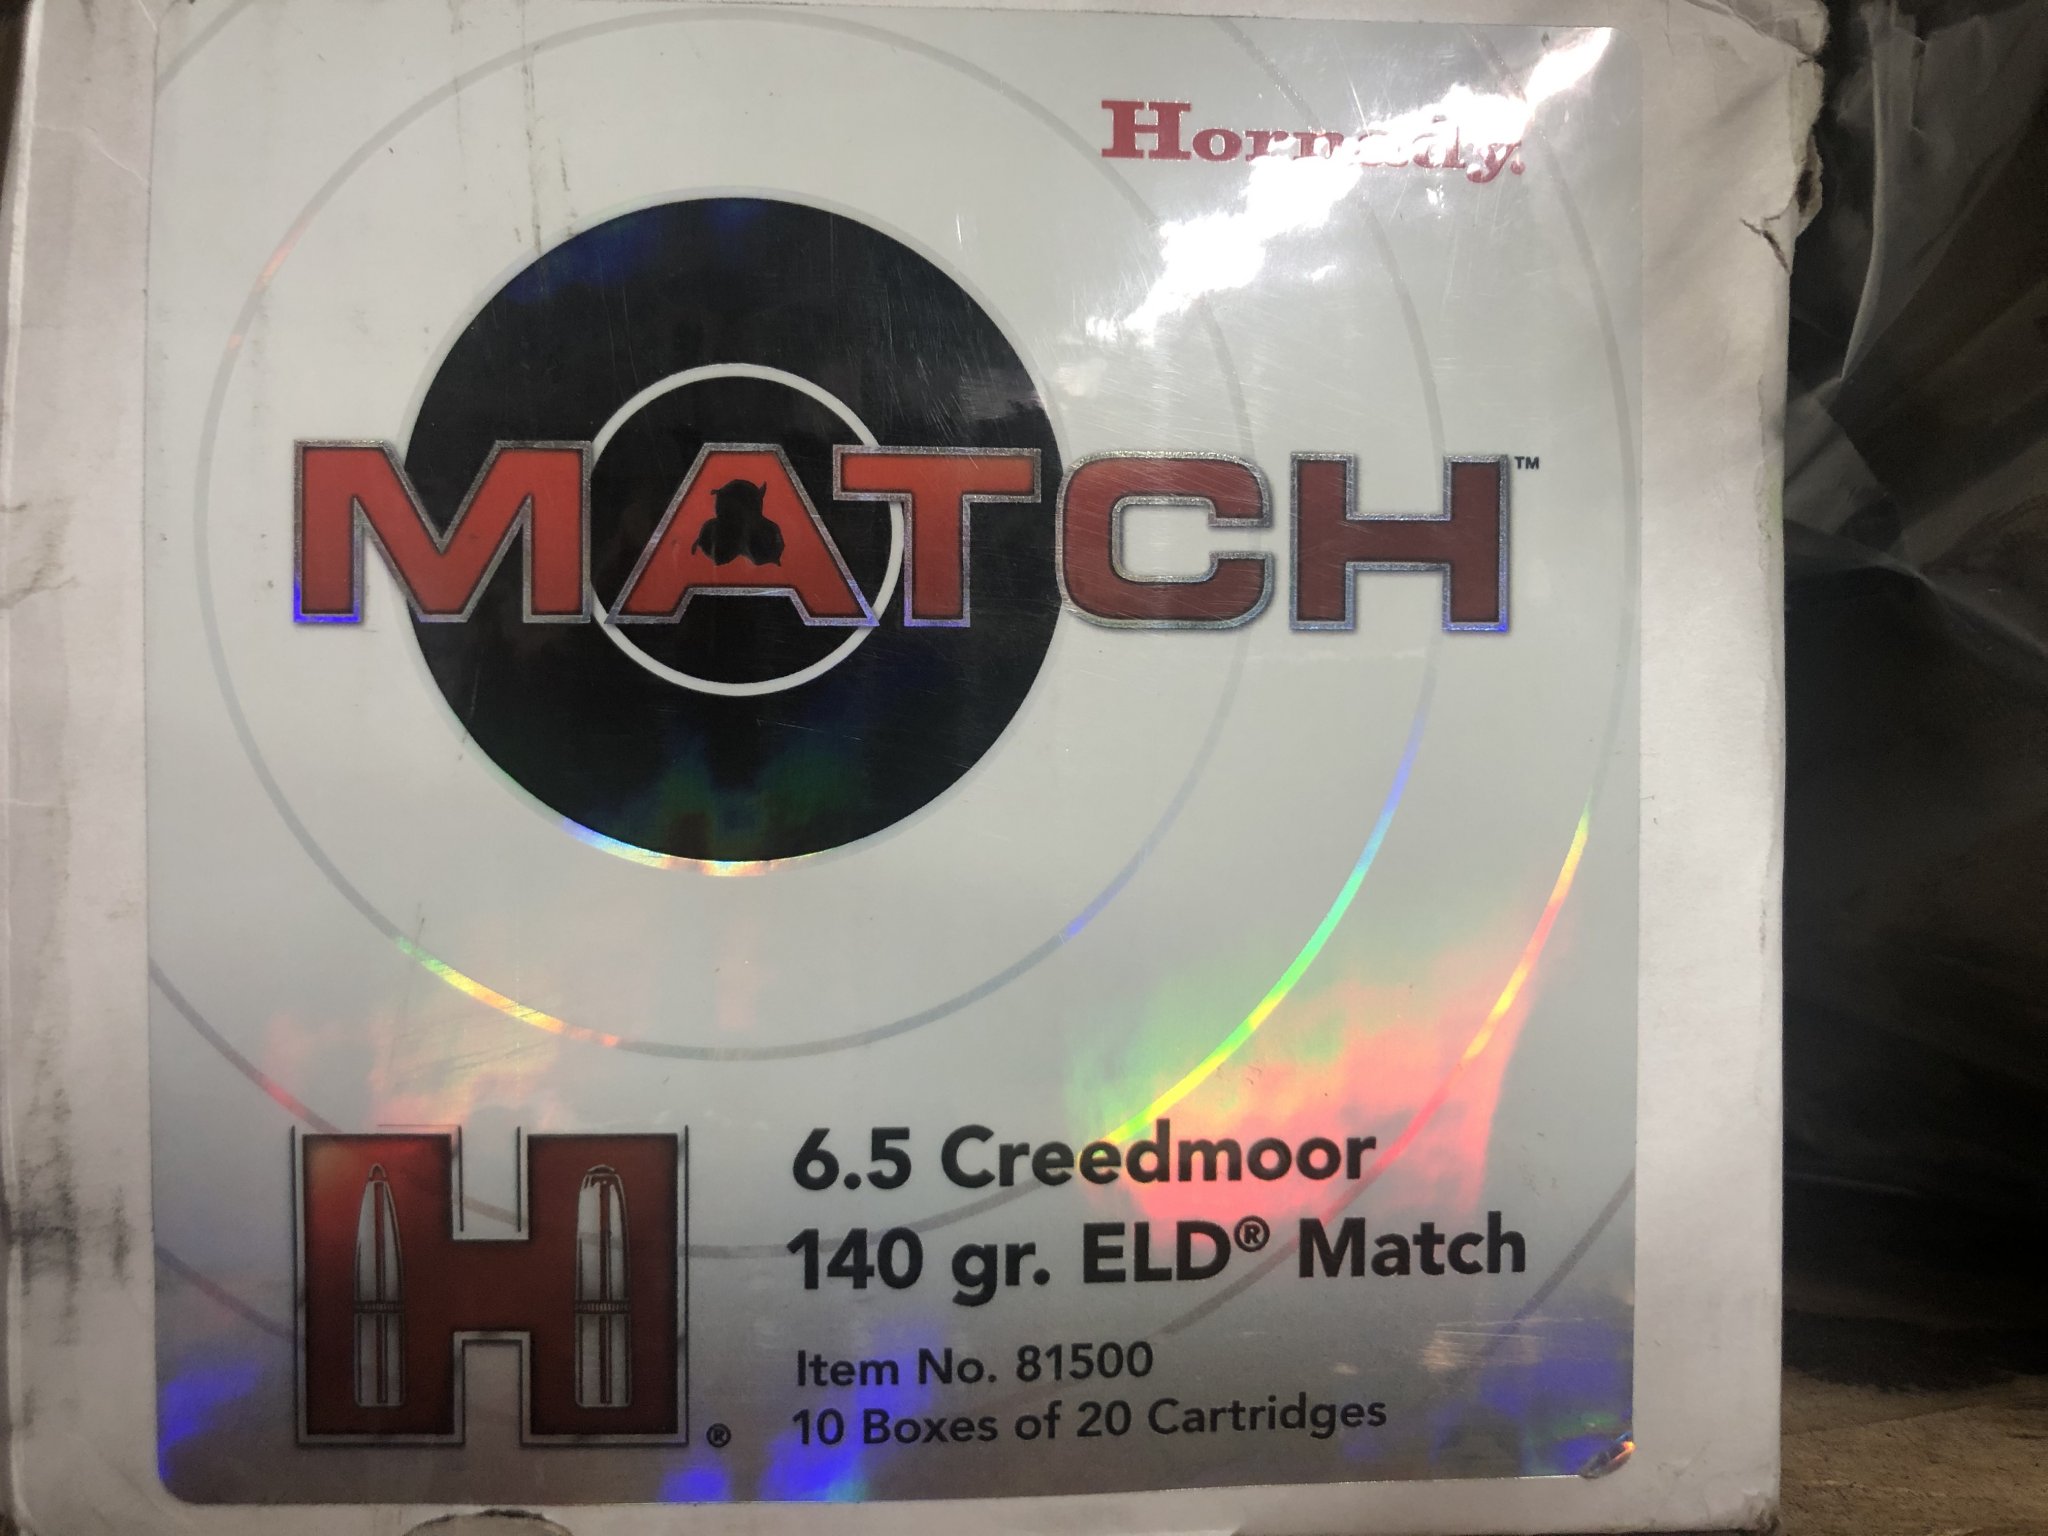 Hornady.
MATCH™
6.5 Creedmoor
140 gr. ELD® Match
Item No. 81500
10 Boxes of 20 Cartridges
H®